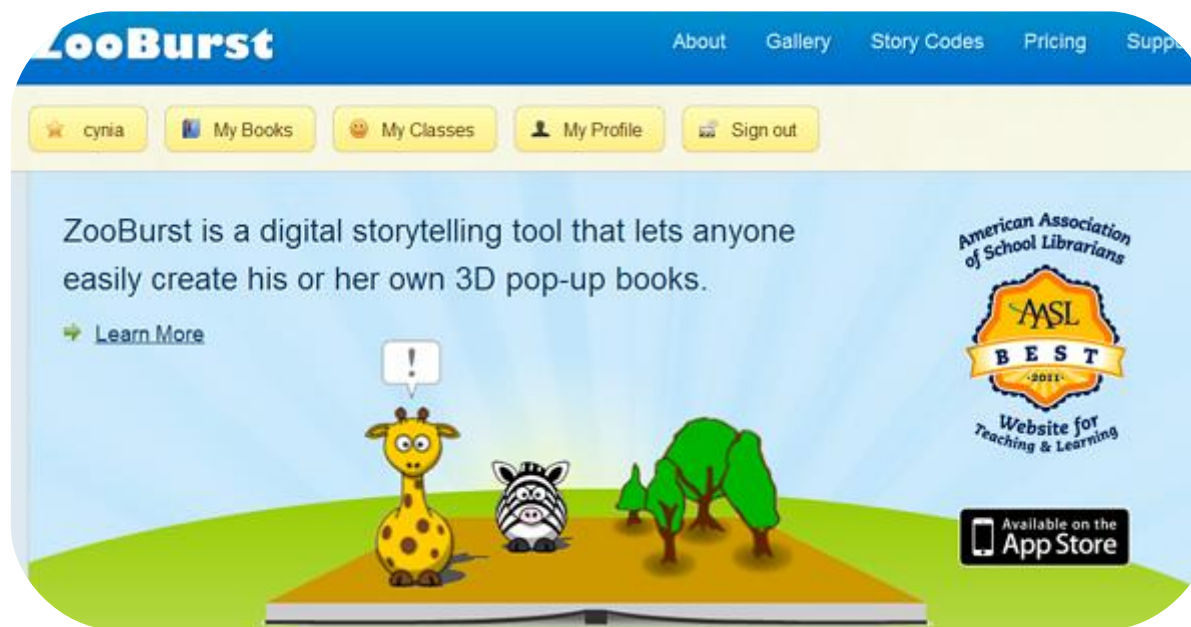 ZooBurst
About Gallery Story Codes Pricing Suppo
cynia My Books My Classes My Profile Sign out
ZooBurst is a digital storytelling tool that lets anyone
easily create his or her own 3D pop-up books.
Learn More
!
American Association
of School Librarians
AASL
BEST
·2011·
Website for
Teaching & Learning
Available on the
App Store